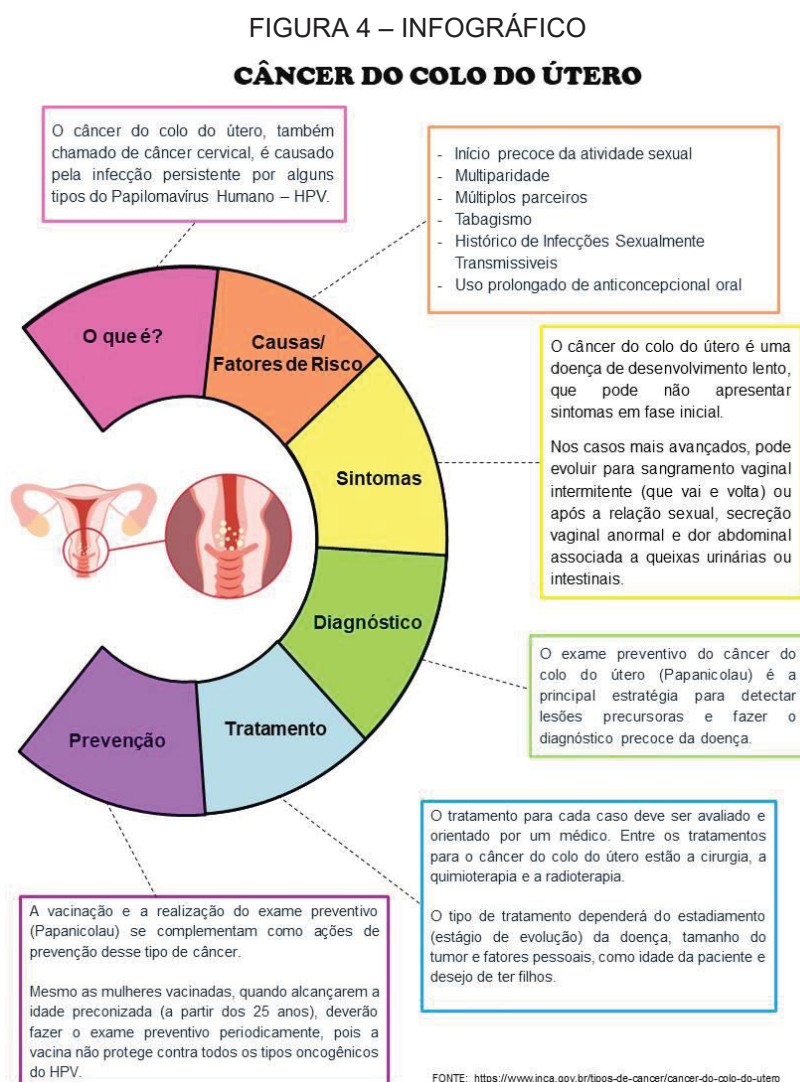 FIGURA 4 – INFOGRÁFICO
CÂNCER DO COLO DO ÚTERO
O câncer do colo do útero, também
chamado de câncer cervical, é causado
pela infecção persistente por alguns
tipos do Papilomavírus Humano – HPV.
- Início precoce da atividade sexual
- Multiparidade
- Múltiplos parceiros
- Tabagismo
- Histórico de Infecções Sexualmente
Transmissiveis
- Uso prolongado de anticoncepcional oral
O que é?
Causas/
Fatores de Risco
O câncer do colo do útero é uma
doença de desenvolvimento lento,
que pode não apresentar
sintomas em fase inicial.
Nos casos mais avançados, pode
evoluir para sangramento vaginal
intermitente (que vai e volta) ou
após a relação sexual, secreção
vaginal anormal e dor abdominal
associada a queixas urinárias ou
intestinais.
Sintomas
Diagnóstico
O exame preventivo do câncer do
colo do útero (Papanicolau) é a
principal estratégia para detectar
lesões precursoras e fazer o
diagnóstico precoce da doença.
Tratamento
Prevenção
O tratamento para cada caso deve ser avaliado e
orientado por um médico. Entre os tratamentos
para o câncer do colo do útero estão a cirurgia, a
quimioterapia e a radioterapia.
O tipo de tratamento dependerá do estadiamento
(estágio de evolução) da doença, tamanho do
tumor e fatores pessoais, como idade da paciente e
desejo de ter filhos.
A vacinação e a realização do exame preventivo
(Papanicolau) se complementam como ações de
prevenção desse tipo de câncer.
Mesmo as mulheres vacinadas, quando alcançarem a
idade preconizada (a partir dos 25 anos), deverão
fazer o exame preventivo periodicamente, pois a
vacina não protege contra todos os tipos oncogênicos
do HPV.
FONTE: https://www.inca.gov.br/tipos-de-cancer/cancer-do-colo-do-utero